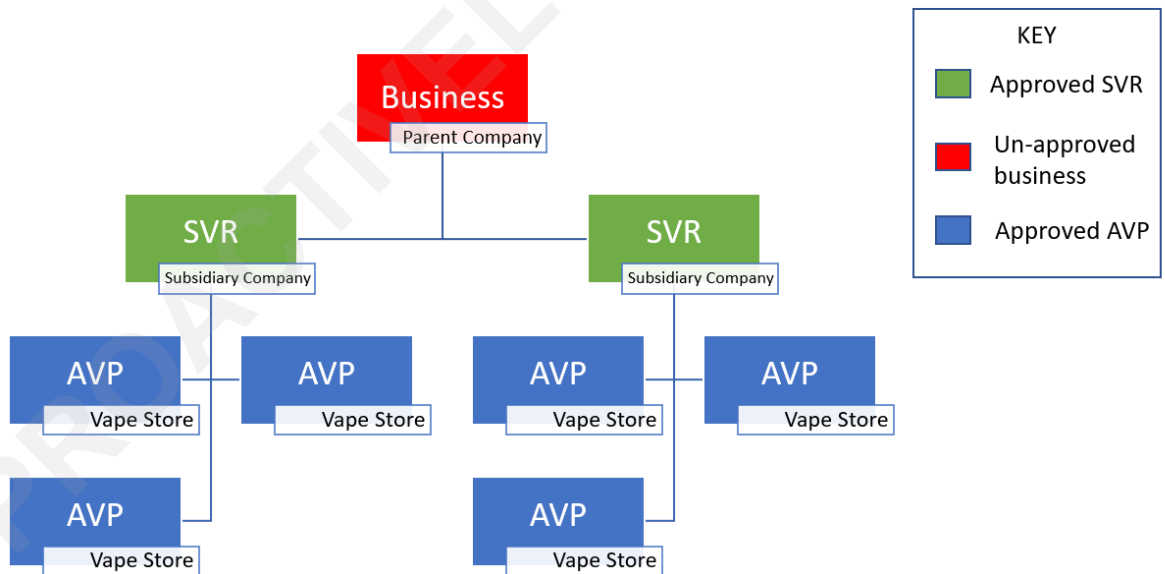 KEY
Approved SVR
Un-approved
business
Approved AVP
Business
Parent Company
SVR
Subsidiary Company
SVR
Subsidiary Company
AVP
Vape Store
AVP
Vape Store
AVP
Vape Store
AVP
Vape Store
AVP
Vape Store
AVP
Vape Store
PROACTIVEL